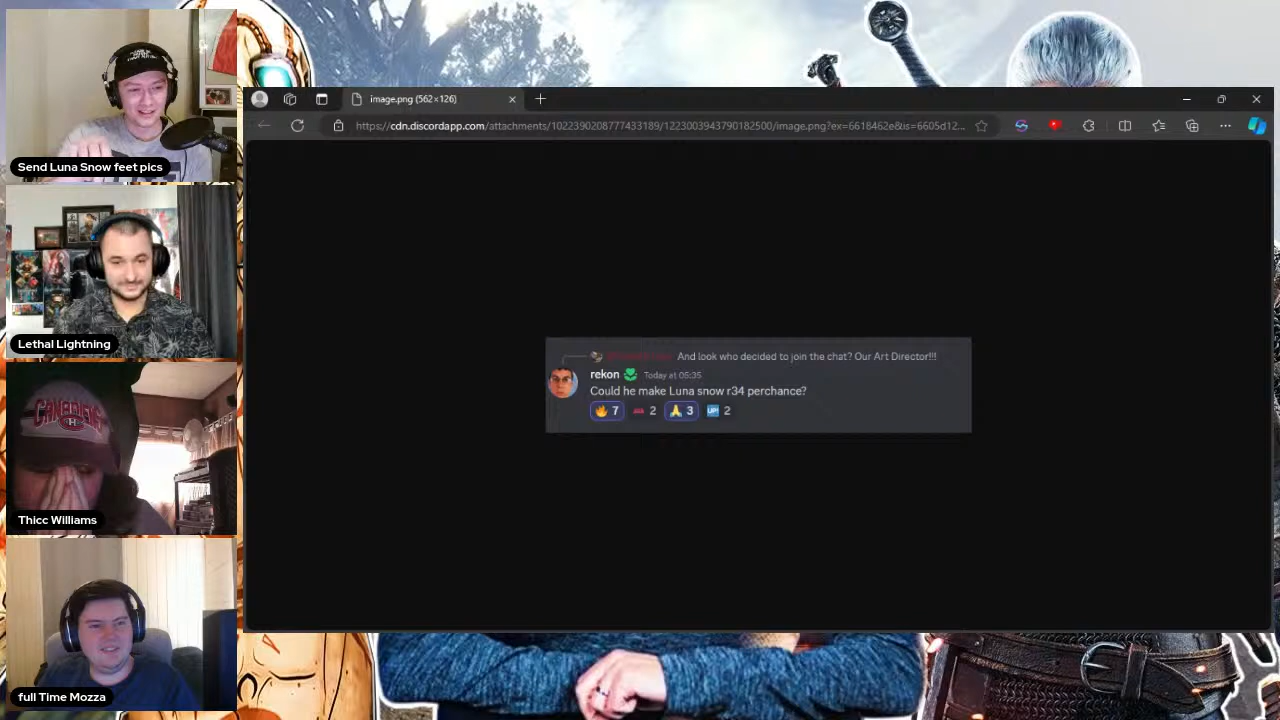 image.png (562×126)
https://cdn.discordapp.com/attachments/1022390208777433189/1223003943790182500/image.png?ex=6618462e&is=6605d12...
Send Luna Snow feet pics
Lethal Lightning
CANADIENS
Thicc Williams
full Time Mozza
And look who decided to join the chat? Our Art Director!!!
rekon Today at 05:35
Could he make Luna snow r34 perchance?
7 2 3 UP! 2